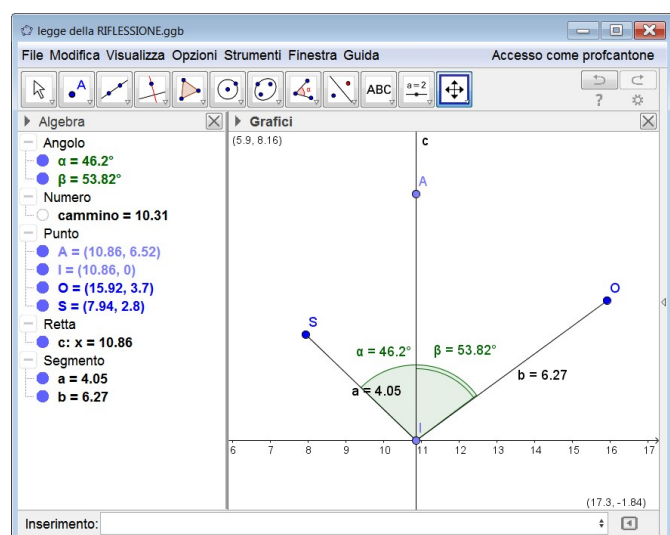 legge della RIFLESSIONE.ggb
File Modifica Visualizza Opzioni Strumenti Finestra Guida Accesso come profcantone
A ABC a=2 ?
Algebra
Angolo
α = 46.2°
β = 53.82°
Numero
cammino = 10.31
Punto
A = (10.86, 6.52)
I = (10.86, 0)
O = (15.92, 3.7)
S = (7.94, 2.8)
Retta
c: x = 10.86
Segmento
a = 4.05
b = 6.27
Grafici
(5.9, 8.16) c
A
O
S
α = 46.2° β = 53.82°
b = 6.27
a = 4.05
I
6 7 8 9 10 11 12 13 14 15 16 17
(17.3, -1.84)
Inserimento: